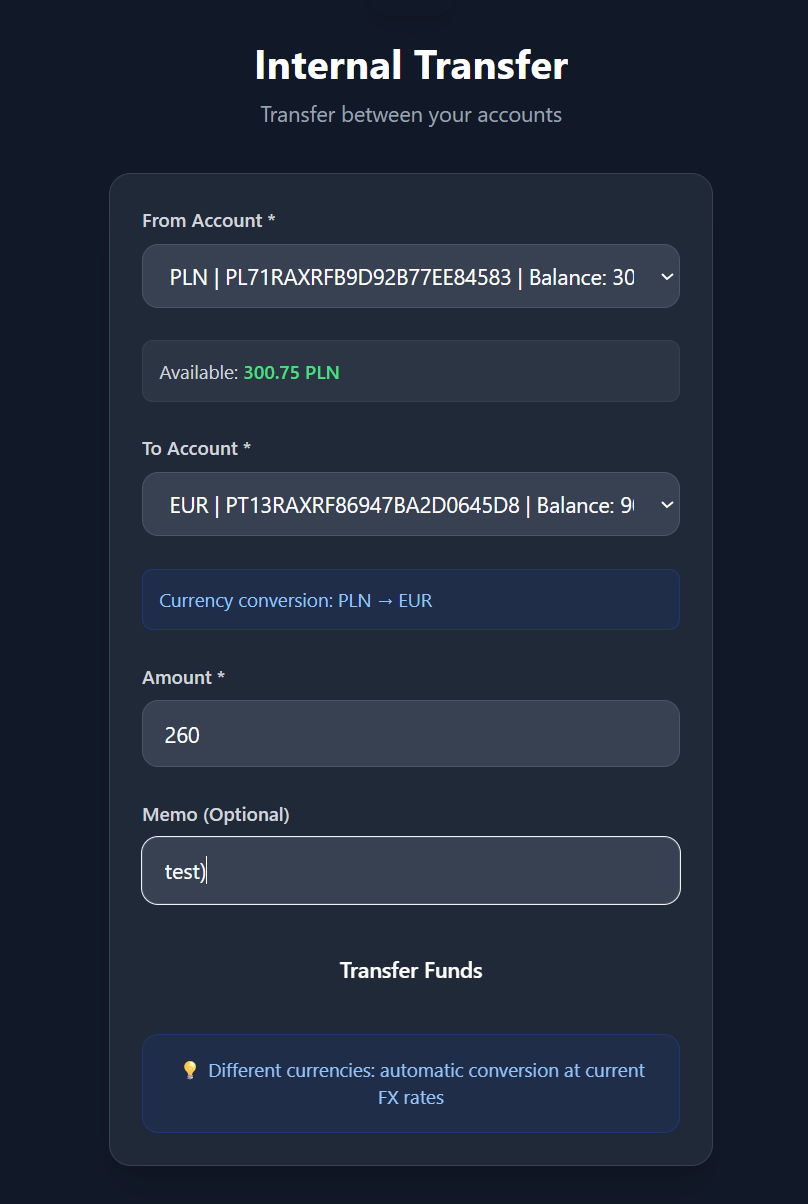 Internal Transfer
Transfer between your accounts
From Account *
PLN | PL71RAXRFB9D92B77EE84583 | Balance: 30
Available: 300.75 PLN
To Account *
EUR | PT13RAXRF86947BA2D0645D8 | Balance: 90
Currency conversion: PLN → EUR
Amount *
260
Memo (Optional)
test)
Transfer Funds
💡 Different currencies: automatic conversion at current
FX rates